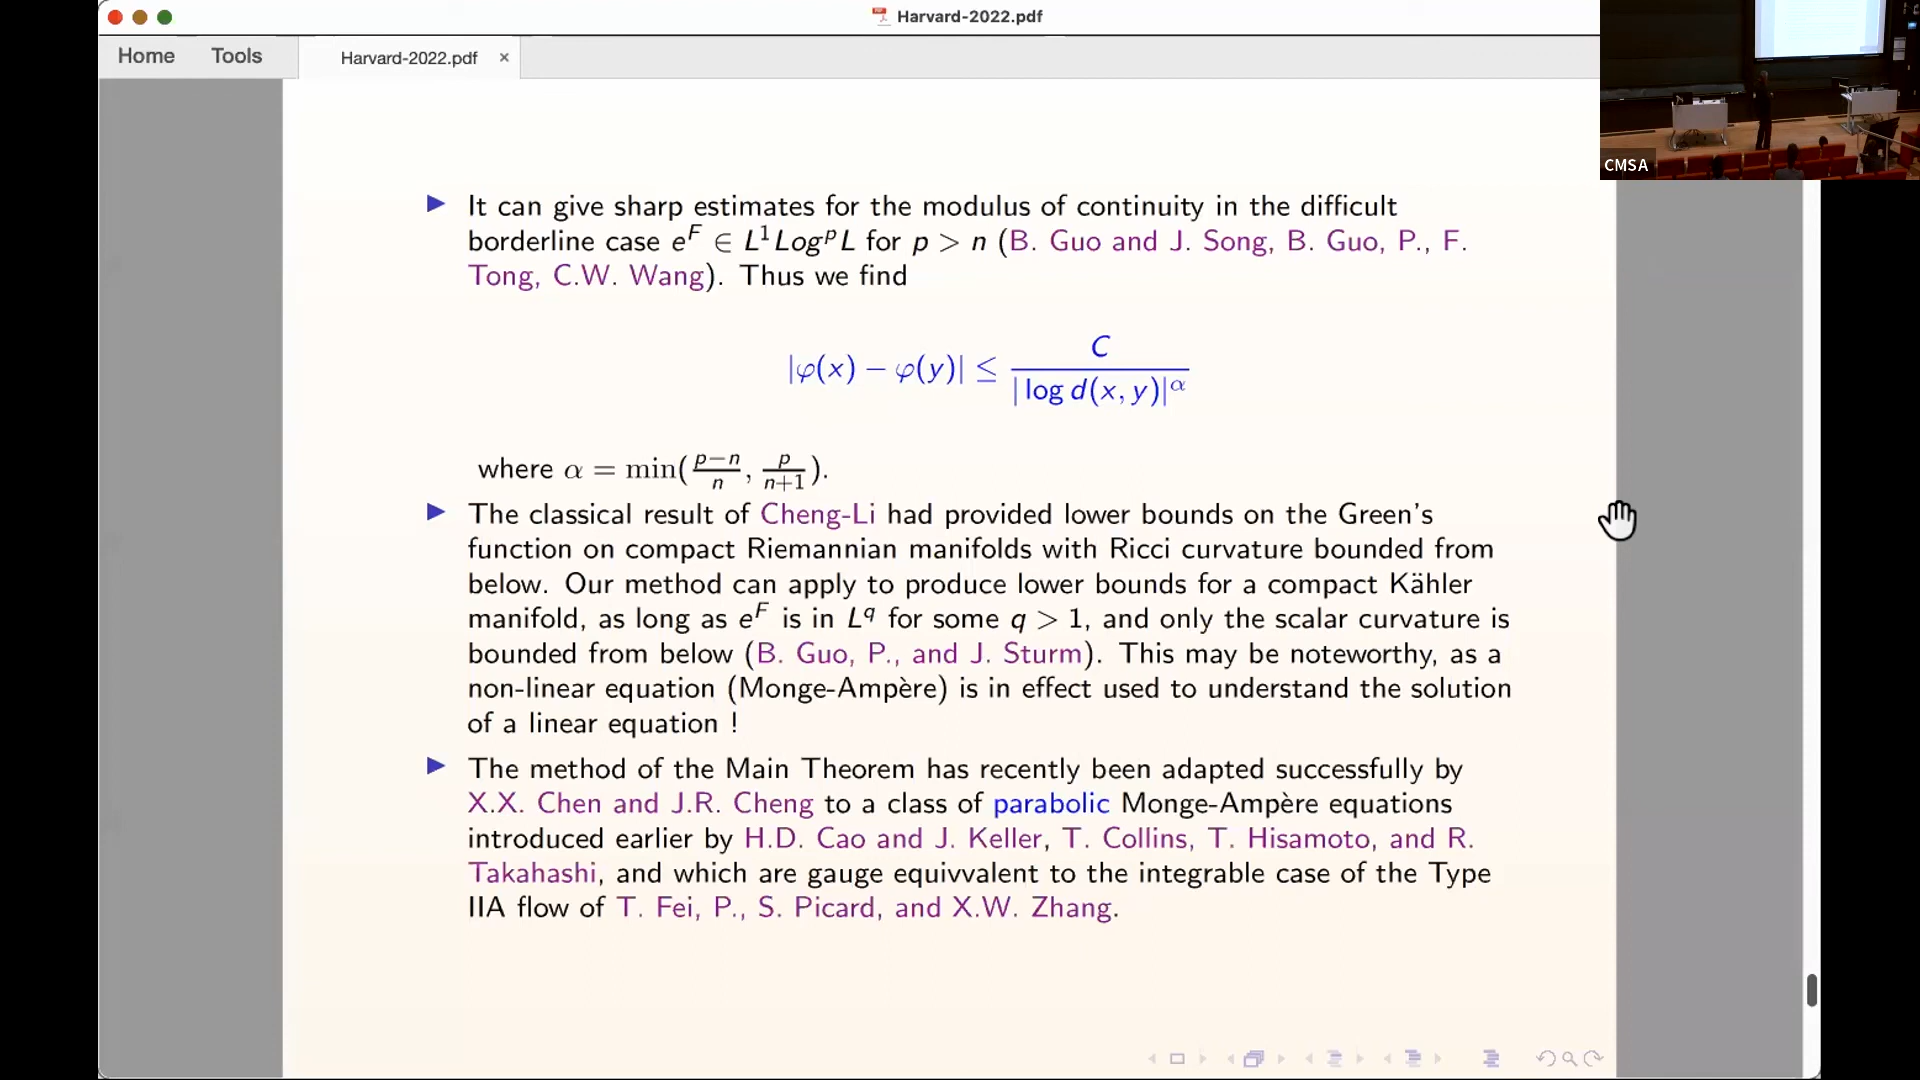 Harvard-2022.pdf
Home Tools Harvard-2022.pdf ×
CMSA
▶ It can give sharp estimates for the modulus of continuity in the difficult
borderline case e^F ∈ L^1 Log^p L for p > n (B. Guo and J. Song, B. Guo, P., F.
Tong, C.W. Wang). Thus we find
|φ(x) − φ(y)| ≤ C / |log d(x, y)|^α
where α = min((p−n)/n, p/(n+1)).
▶ The classical result of Cheng-Li had provided lower bounds on the Green's
function on compact Riemannian manifolds with Ricci curvature bounded from
below. Our method can apply to produce lower bounds for a compact Kähler
manifold, as long as e^F is in L^q for some q > 1, and only the scalar curvature is
bounded from below (B. Guo, P., and J. Sturm). This may be noteworthy, as a
non-linear equation (Monge-Ampère) is in effect used to understand the solution
of a linear equation !
▶ The method of the Main Theorem has recently been adapted successfully by
X.X. Chen and J.R. Cheng to a class of parabolic Monge-Ampère equations
introduced earlier by H.D. Cao and J. Keller, T. Collins, T. Hisamoto, and R.
Takahashi, and which are gauge equivvalent to the integrable case of the Type
IIA flow of T. Fei, P., S. Picard, and X.W. Zhang.